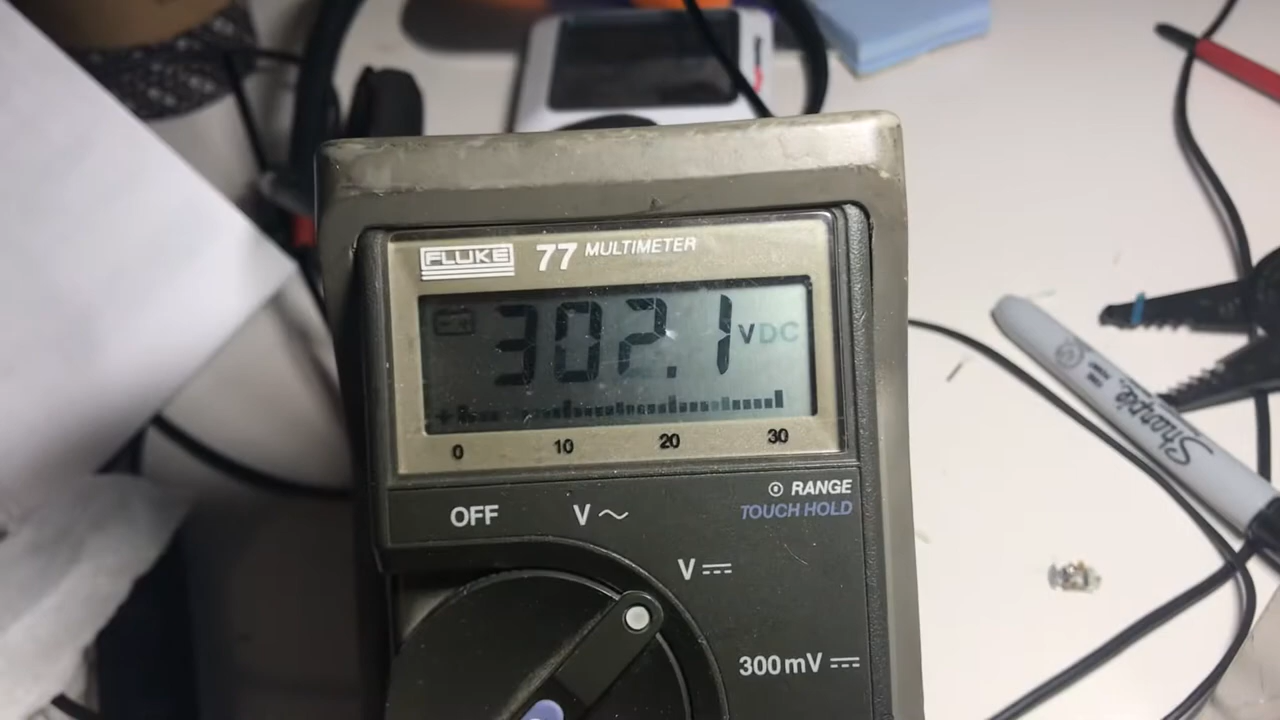 FLUKE 77 MULTIMETER
302.1 VDC
0 10 20 30
RANGE
TOUCH HOLD
OFF V
V
300mV
Sharpie.